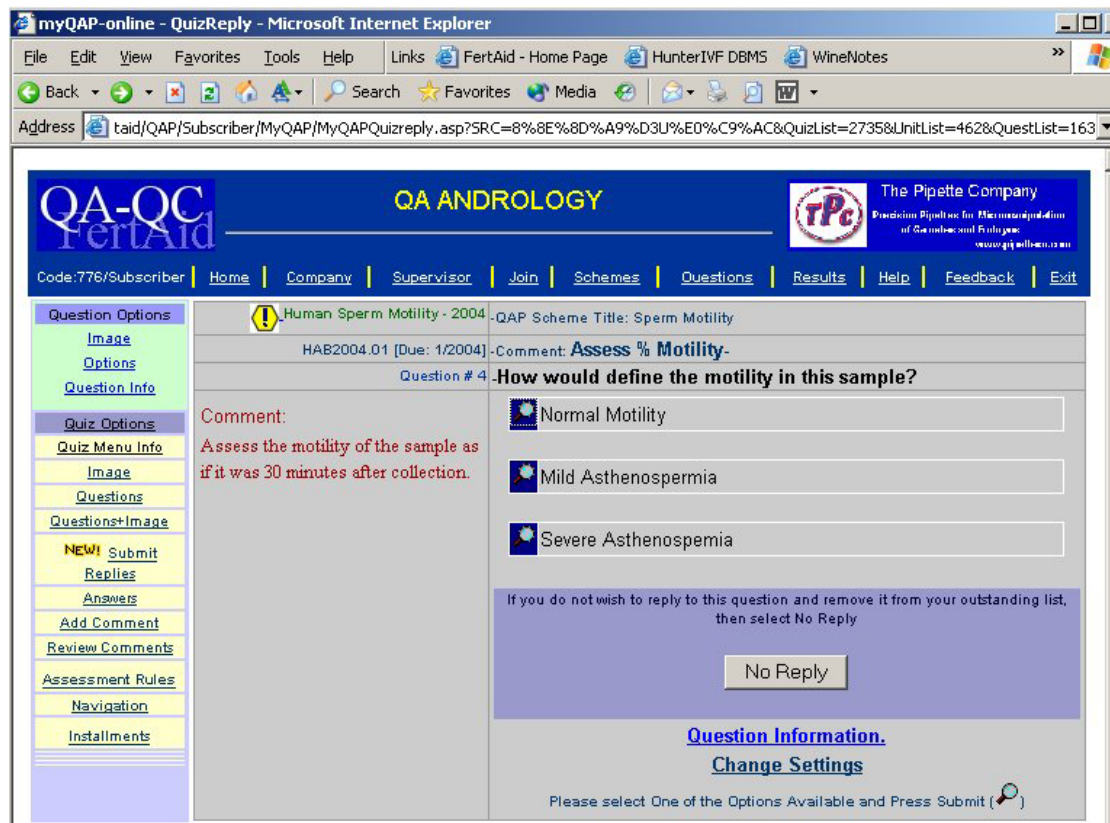 myQAP-online - QuizReply - Microsoft Internet Explorer
File Edit View Favorites Tools Help Links FertAid - Home Page HunterIVF DBMS WineNotes »
Back Search Favorites Media
Address taid/QAP/Subscriber/MyQAP/MyQAPQuizreply.asp?SRC=8%8E%8D%A9%D3U%E0%C9%AC&QuizList=2735&UnitList=462&QuestList=163
QA-QC
FertAid
QA ANDROLOGY
TPC
The Pipette Company
Precision Pipettes for Micromanipulation
of Gametes and Embryos
Code:776/Subscriber Home Company Supervisor Join Schemes Questions Results Help Feedback Exit
Question Options
Image
Options
Question Info
Quiz Options
Quiz Menu Info
Image
Questions
Questions+Image
NEW! Submit
Replies
Answers
Add Comment
Review Comments
Assessment Rules
Navigation
Installments
Human Sperm Motility - 2004 -QAP Scheme Title: Sperm Motility
HAB2004.01 [Due: 1/2004] -Comment: Assess % Motility-
Question # 4 -How would define the motility in this sample?
Comment:
Assess the motility of the sample as
if it was 30 minutes after collection.
Normal Motility
Mild Asthenospermia
Severe Asthenospemia
If you do not wish to reply to this question and remove it from your outstanding list,
then select No Reply
No Reply
Question Information.
Change Settings
Please select One of the Options Available and Press Submit ( )